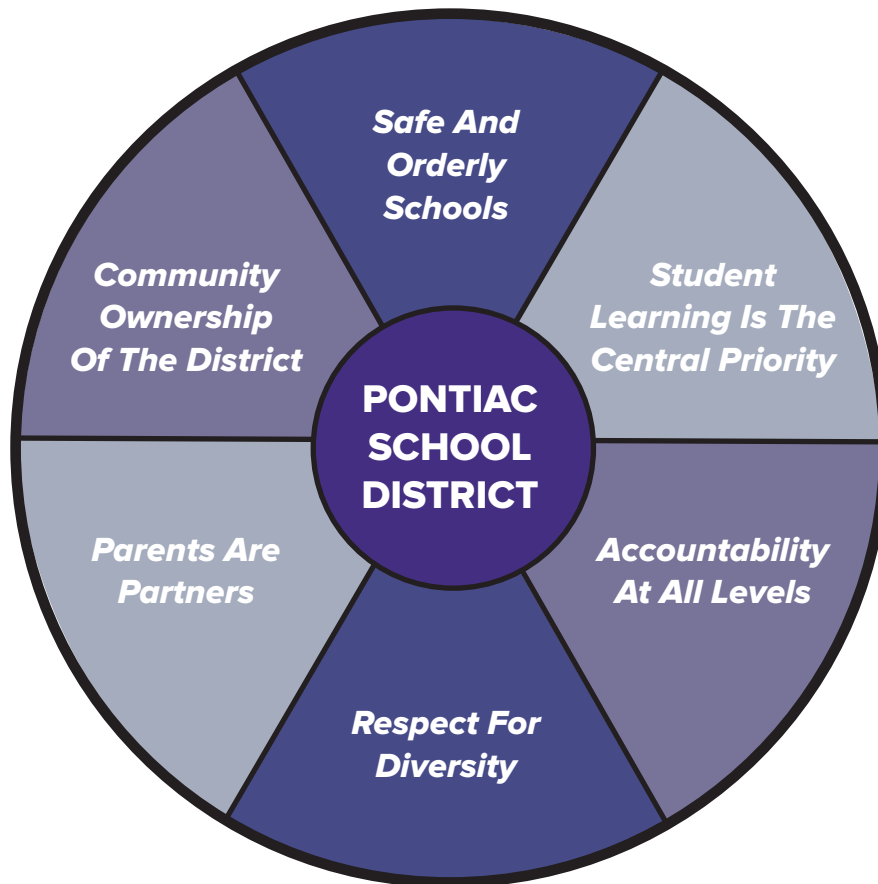 Safe And
Orderly
Schools
Student
Learning Is The
Central Priority
Accountability
At All Levels
Respect For
Diversity
Parents Are
Partners
Community
Ownership
Of The District
PONTIAC
SCHOOL
DISTRICT